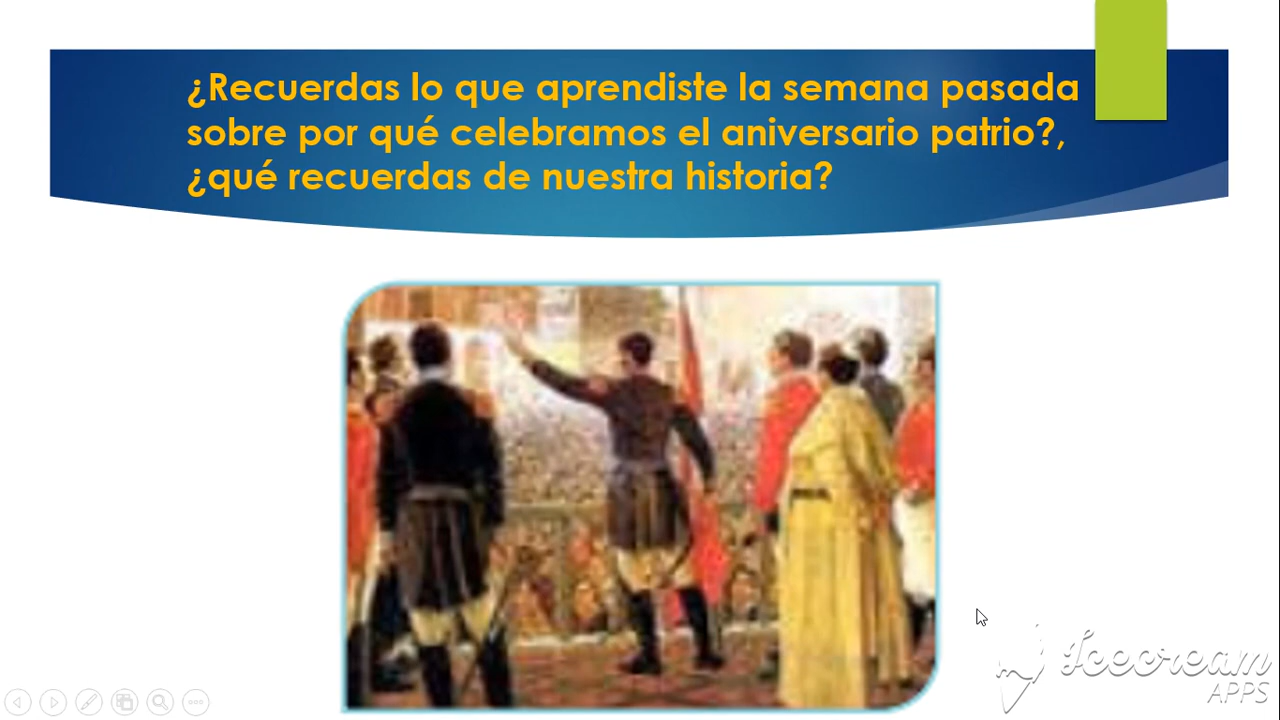 ¿Recuerdas lo que aprendiste la semana pasada
sobre por qué celebramos el aniversario patrio?,
¿qué recuerdas de nuestra historia?
Icecream
APPS